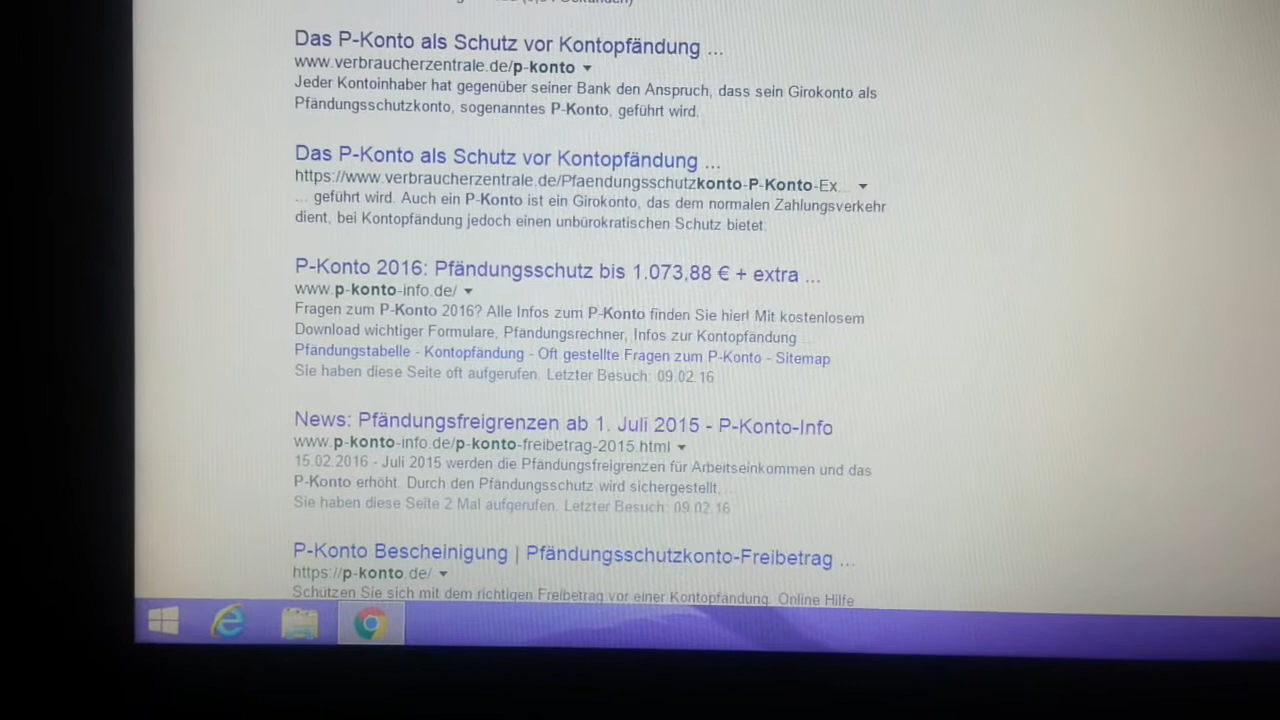 Das P-Konto als Schutz vor Kontopfändung ...
www.verbraucherzentrale.de/p-konto
Jeder Kontoinhaber hat gegenüber seiner Bank den Anspruch, dass sein Girokonto als
Pfändungsschutzkonto, sogenanntes P-Konto, geführt wird.
Das P-Konto als Schutz vor Kontopfändung ...
https://www.verbraucherzentrale.de/Pfaendungsschutzkonto-P-Konto-Ex...
... geführt wird. Auch ein P-Konto ist ein Girokonto, das dem normalen Zahlungsverkehr
dient, bei Kontopfändung jedoch einen unbürokratischen Schutz bietet.
P-Konto 2016: Pfändungsschutz bis 1.073,88 € + extra ...
www.p-konto-info.de/
Fragen zum P-Konto 2016? Alle Infos zum P-Konto finden Sie hier! Mit kostenlosem
Download wichtiger Formulare, Pfändungsrechner, Infos zur Kontopfändung ...
Pfändungstabelle - Kontopfändung - Oft gestellte Fragen zum P-Konto - Sitemap
Sie haben diese Seite oft aufgerufen. Letzter Besuch: 09.02.16
News: Pfändungsfreigrenzen ab 1. Juli 2015 - P-Konto-Info
www.p-konto-info.de/p-konto-freibetrag-2015.html
15.02.2016 - Juli 2015 werden die Pfändungsfreigrenzen für Arbeitseinkommen und das
P-Konto erhöht. Durch den Pfändungsschutz wird sichergestellt, ...
Sie haben diese Seite 2 Mal aufgerufen. Letzter Besuch: 09.02.16
P-Konto Bescheinigung | Pfändungsschutzkonto-Freibetrag ...
https://p-konto.de/
Schützen Sie sich mit dem richtigen Freibetrag vor einer Kontopfändung. Online Hilfe